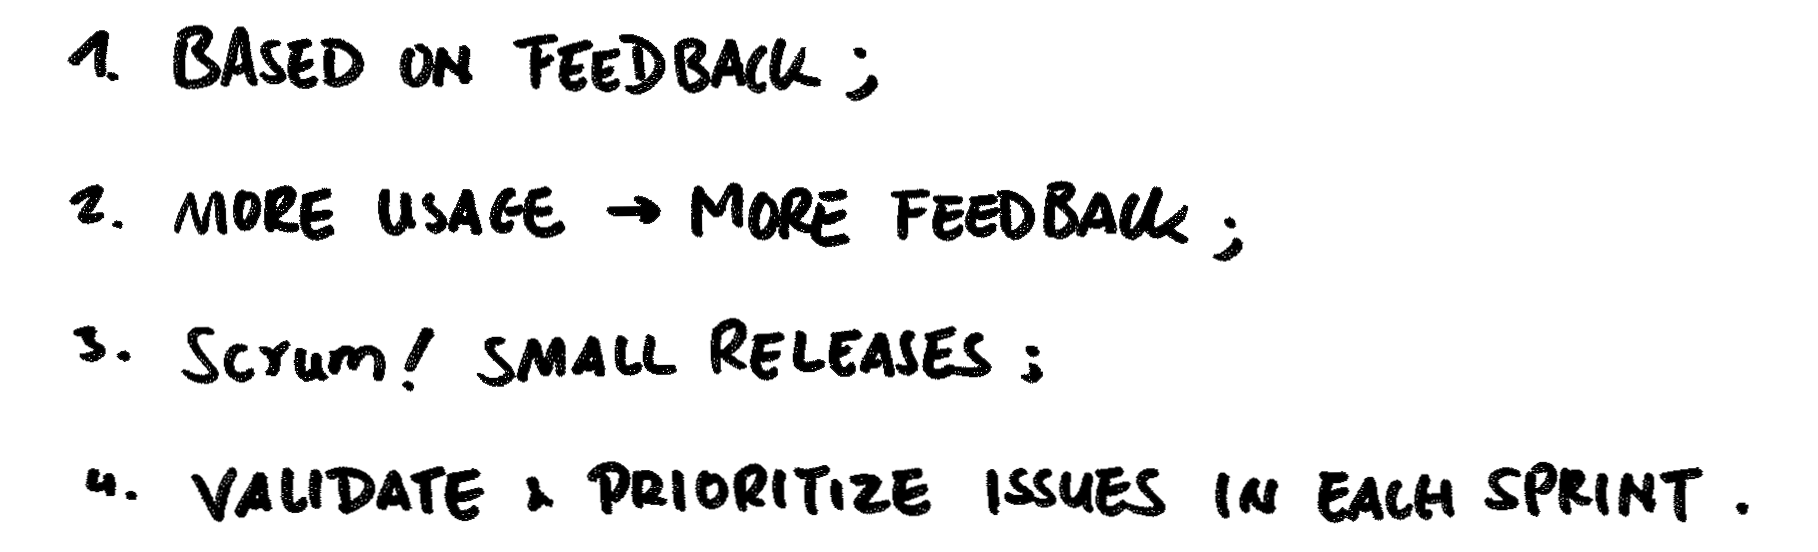 1. BASED ON FEEDBACK;
2. MORE USAGE → MORE FEEDBACK;
3. Scrum! SMALL RELEASES;
4. VALIDATE & PRIORITIZE ISSUES IN EACH SPRINT.